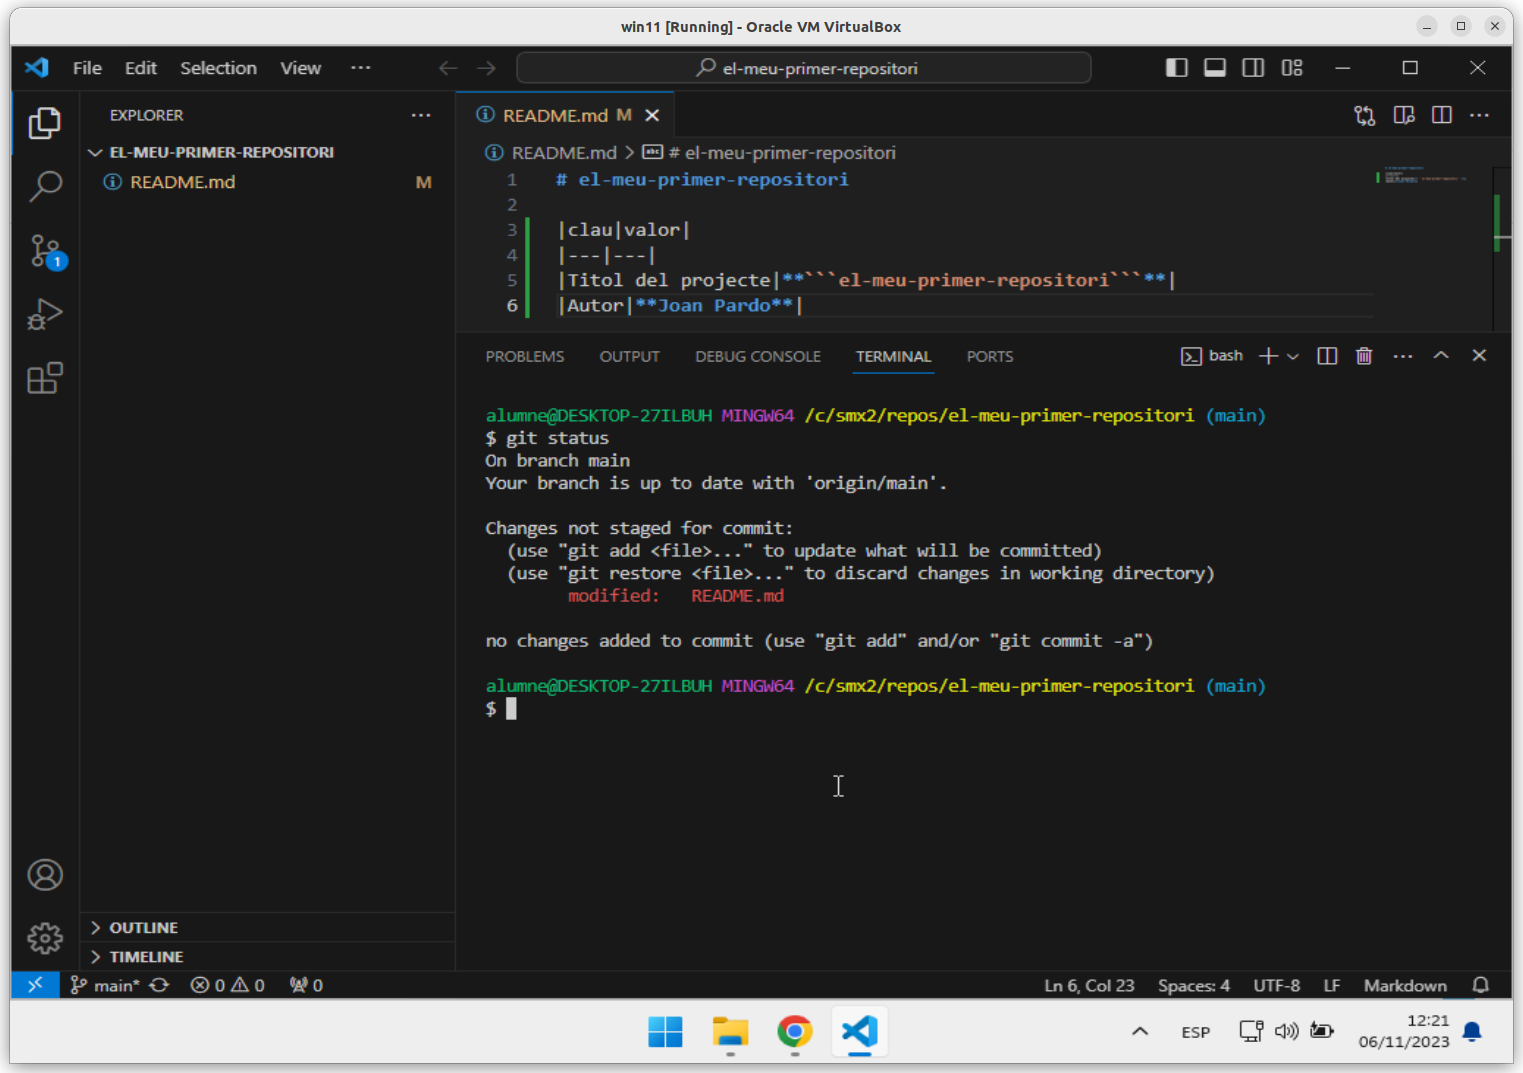 win11 [Running] - Oracle VM VirtualBox
File Edit Selection View ··· el-meu-primer-repositori
EXPLORER ···
EL-MEU-PRIMER-REPOSITORI
README.md M
README.md M
README.md > # el-meu-primer-repositori
1 # el-meu-primer-repositori
2
3 |clau|valor|
4 |---|---|
5 |Titol del projecte|**```el-meu-primer-repositori```**|
6 |Autor|**Joan Pardo**|
1
PROBLEMS OUTPUT DEBUG CONSOLE TERMINAL PORTS bash
alumne@DESKTOP-27ILBUH MINGW64 /c/smx2/repos/el-meu-primer-repositori (main)
$ git status
On branch main
Your branch is up to date with 'origin/main'.
Changes not staged for commit:
(use "git add <file>..." to update what will be committed)
(use "git restore <file>..." to discard changes in working directory)
modified: README.md
no changes added to commit (use "git add" and/or "git commit -a")
alumne@DESKTOP-27ILBUH MINGW64 /c/smx2/repos/el-meu-primer-repositori (main)
$
OUTLINE
TIMELINE
main* 0 0 0 Ln 6, Col 23 Spaces: 4 UTF-8 LF Markdown
ESP 12:21
06/11/2023